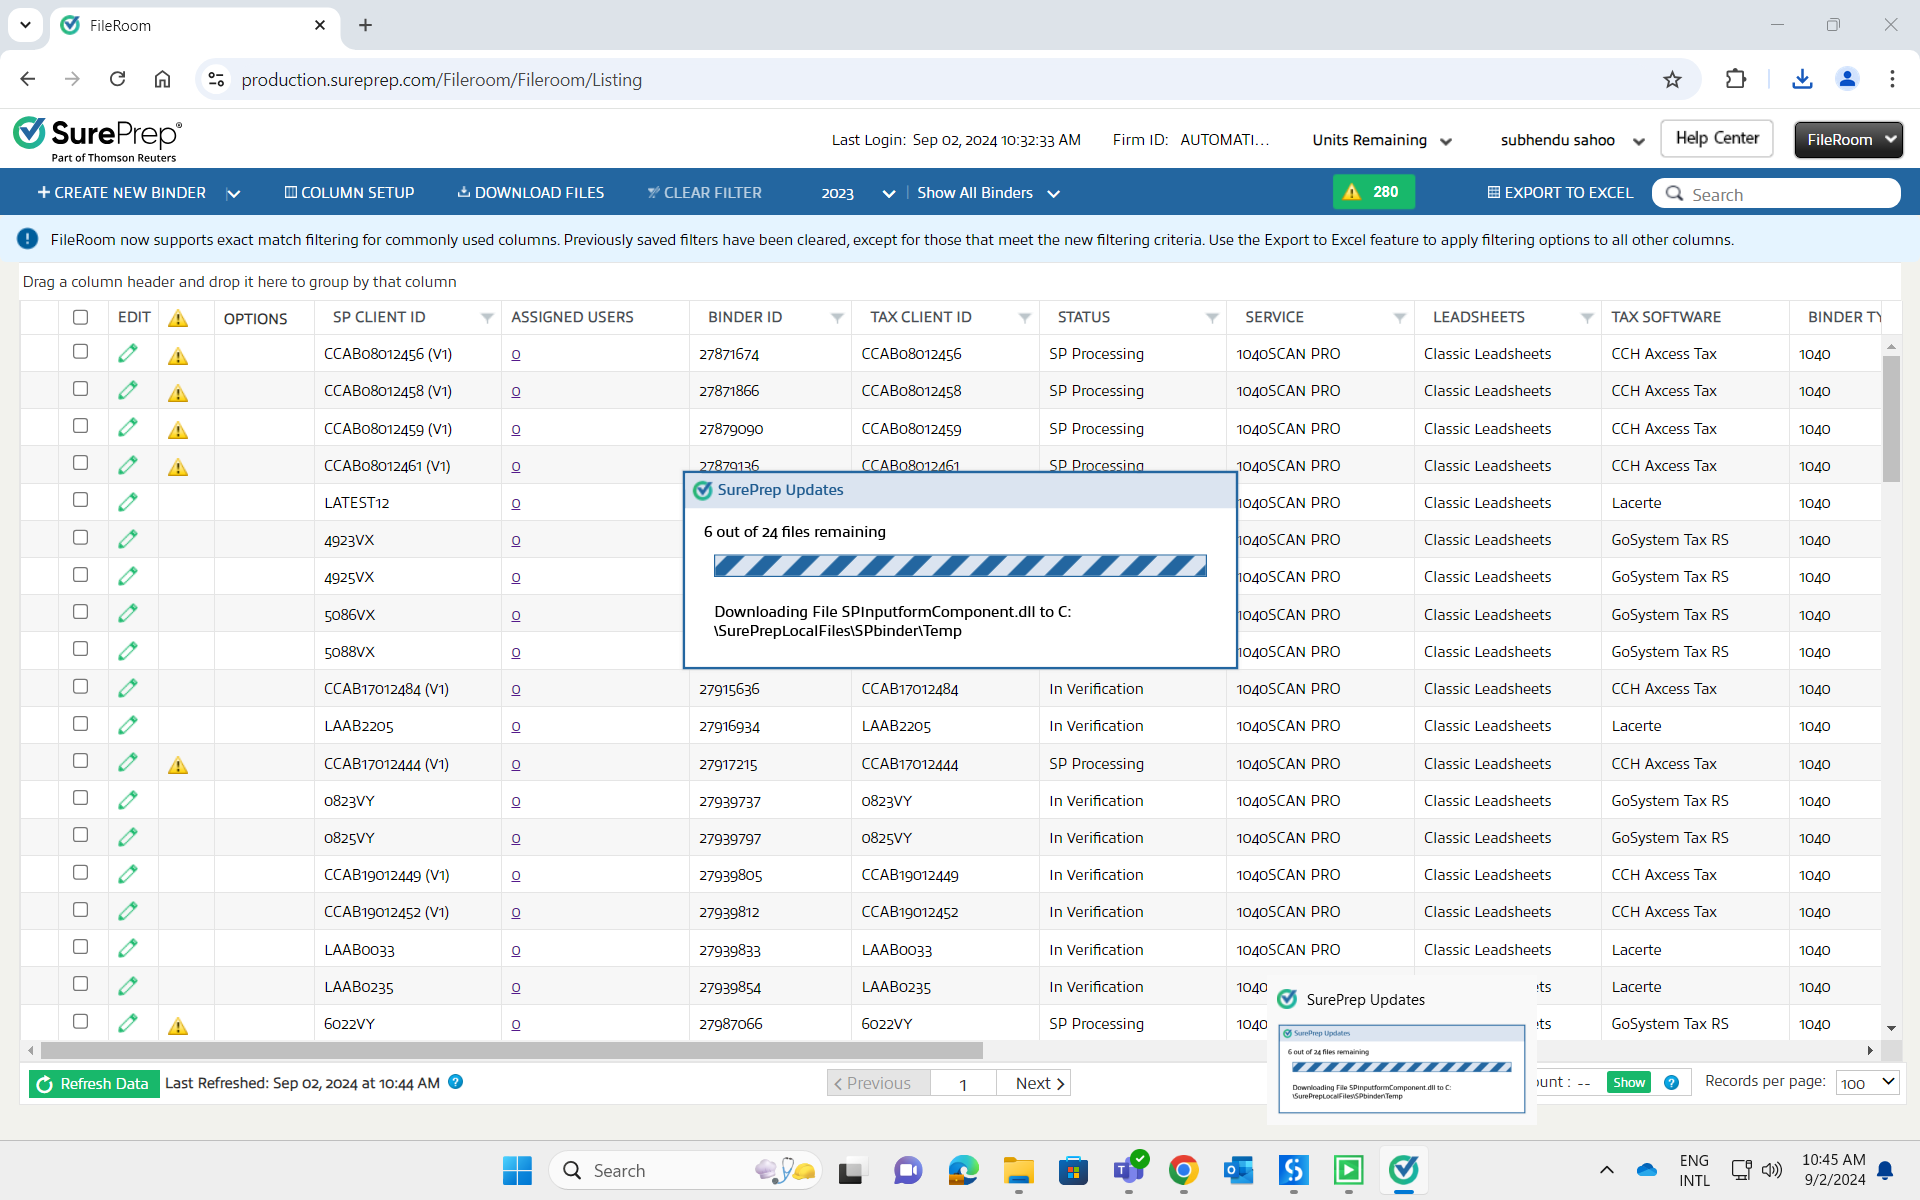 FileRoom
production.sureprep.com/Fileroom/Fileroom/Listing
SurePrep®
Part of Thomson Reuters
Last Login: Sep 02, 2024 10:32:33 AM Firm ID: AUTOMATI... Units Remaining subhendu sahoo Help Center FileRoom
+ CREATE NEW BINDER COLUMN SETUP DOWNLOAD FILES CLEAR FILTER 2023 Show All Binders 280 EXPORT TO EXCEL Search
FileRoom now supports exact match filtering for commonly used columns. Previously saved filters have been cleared, except for those that meet the new filtering criteria. Use the Export to Excel feature to apply filtering options to all other columns.
Drag a column header and drop it here to group by that column
EDIT OPTIONS SP CLIENT ID ASSIGNED USERS BINDER ID TAX CLIENT ID STATUS SERVICE LEADSHEETS TAX SOFTWARE BINDER TY
CCAB08012456 (V1) 0 27871674 CCAB08012456 SP Processing 1040SCAN PRO Classic Leadsheets CCH Axcess Tax 1040
CCAB08012458 (V1) 0 27871866 CCAB08012458 SP Processing 1040SCAN PRO Classic Leadsheets CCH Axcess Tax 1040
CCAB08012459 (V1) 0 27879090 CCAB08012459 SP Processing 1040SCAN PRO Classic Leadsheets CCH Axcess Tax 1040
CCAB08012461 (V1) 0 27879136 CCAB08012461 SP Processing 1040SCAN PRO Classic Leadsheets CCH Axcess Tax 1040
LATEST12 0 1040SCAN PRO Classic Leadsheets Lacerte 1040
4923VX 0 1040SCAN PRO Classic Leadsheets GoSystem Tax RS 1040
4925VX 0 1040SCAN PRO Classic Leadsheets GoSystem Tax RS 1040
5086VX 0 1040SCAN PRO Classic Leadsheets GoSystem Tax RS 1040
5088VX 0 1040SCAN PRO Classic Leadsheets GoSystem Tax RS 1040
SurePrep Updates
6 out of 24 files remaining
Downloading File SPInputformComponent.dll to C:
\SurePrepLocalFiles\SPbinder\Temp
CCAB17012484 (V1) 0 27915636 CCAB17012484 In Verification 1040SCAN PRO Classic Leadsheets CCH Axcess Tax 1040
LAAB2205 0 27916934 LAAB2205 In Verification 1040SCAN PRO Classic Leadsheets Lacerte 1040
CCAB17012444 (V1) 0 27917215 CCAB17012444 SP Processing 1040SCAN PRO Classic Leadsheets CCH Axcess Tax 1040
0823VY 0 27939737 0823VY In Verification 1040SCAN PRO Classic Leadsheets GoSystem Tax RS 1040
0825VY 0 27939797 0825VY In Verification 1040SCAN PRO Classic Leadsheets GoSystem Tax RS 1040
CCAB19012449 (V1) 0 27939805 CCAB19012449 In Verification 1040SCAN PRO Classic Leadsheets CCH Axcess Tax 1040
CCAB19012452 (V1) 0 27939812 CCAB19012452 In Verification 1040SCAN PRO Classic Leadsheets CCH Axcess Tax 1040
LAAB0033 0 27939833 LAAB0033 In Verification 1040SCAN PRO Classic Leadsheets Lacerte 1040
LAAB0235 0 27939854 LAAB0235 In Verification 1040 ets Lacerte 1040
6022VY 0 27987066 6022VY SP Processing 1040 ets GoSystem Tax RS 1040
SurePrep Updates
SurePrep Updates
6 out of 24 files remaining
Downloading File SPInputformComponent.dll to C:
\SurePrepLocalFiles\SPbinder\Temp
Refresh Data Last Refreshed: Sep 02, 2024 at 10:44 AM ? Previous 1 Next ount : -- Show ? Records per page: 100
Search ENG 10:45 AM
INTL 9/2/2024